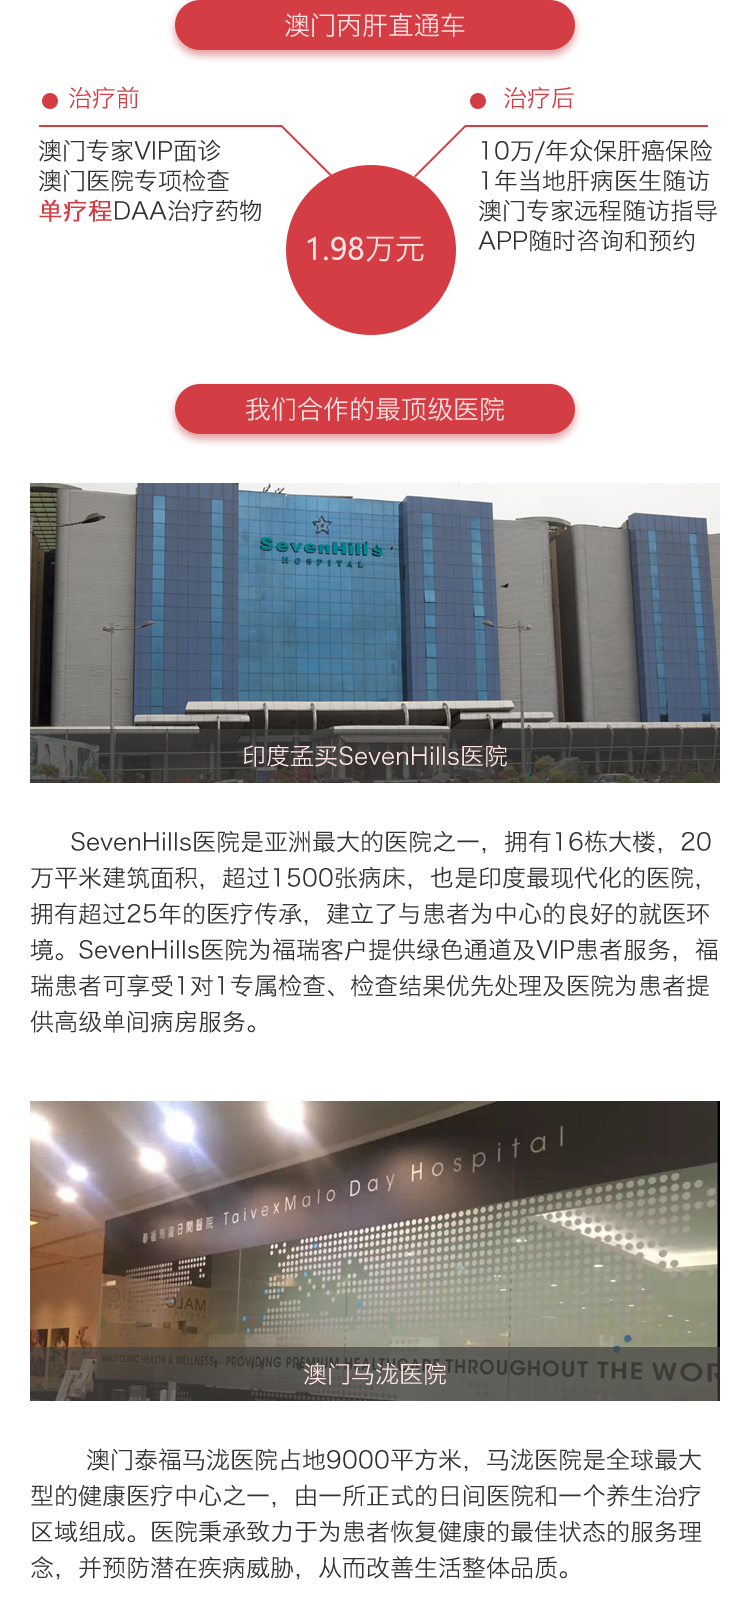 澳门丙肝直通车
治疗前
澳门专家VIP面诊
澳门医院专项检查
单疗程DAA治疗药物
1.98万元
治疗后
10万/年众保肝癌保险
1年当地肝病医生随访
澳门专家远程随访指导
APP随时咨询和预约
我们合作的最顶级医院
SevenHills
HOSPITAL
印度孟买SevenHills医院
SevenHills医院是亚洲最大的医院之一，拥有16栋大楼，20
万平米建筑面积，超过1500张病床，也是印度最现代化的医院，
拥有超过25年的医疗传承，建立了与患者为中心的良好的就医环
境。SevenHills医院为福瑞客户提供绿色通道及VIP患者服务，福
瑞患者可享受1对1专属检查、检查结果优先处理及医院为患者提
供高级单间病房服务。
泰福馬瀧日間醫院 TaivexMalo Day Hospital
MALO
MALO CLINIC HEALTH & WELLNESS - PROVIDING PREMIUM HEALTHCARE THROUGHOUT THE WOR
澳门马泷医院
澳门泰福马泷医院占地9000平方米，马泷医院是全球最大
型的健康医疗中心之一，由一所正式的日间医院和一个养生治疗
区域组成。医院秉承致力于为患者恢复健康的最佳状态的服务理
念，并预防潜在疾病威胁，从而改善生活整体品质。